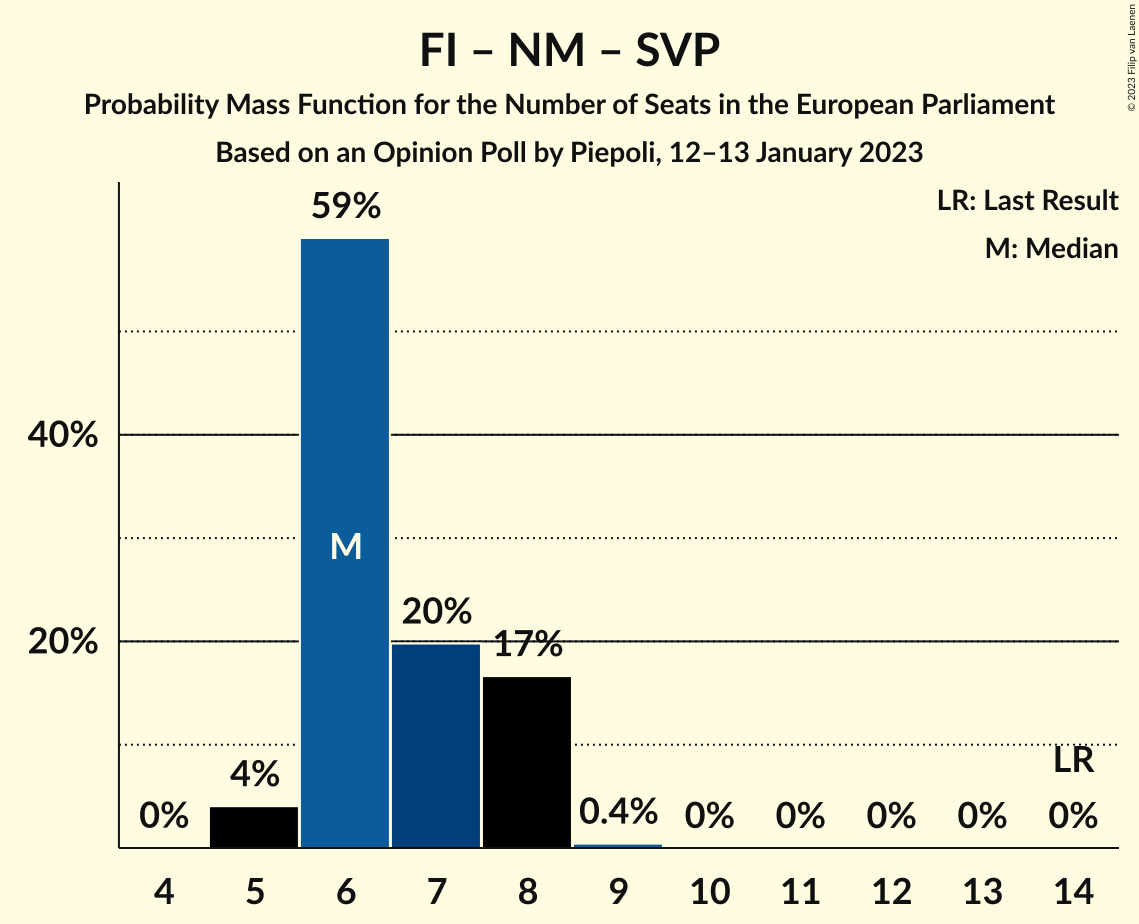 FI – NM – SVP
Probability Mass Function for the Number of Seats in the European Parliament
Based on an Opinion Poll by Piepoli, 12–13 January 2023
© 2023 Filip van Laenen
LR: Last Result
M: Median
59%
40%
M
20%
20%
17%
LR
4%
0%
0.4%
0%
0%
0%
0%
0%
4 5 6 7 8 9 10 11 12 13 14